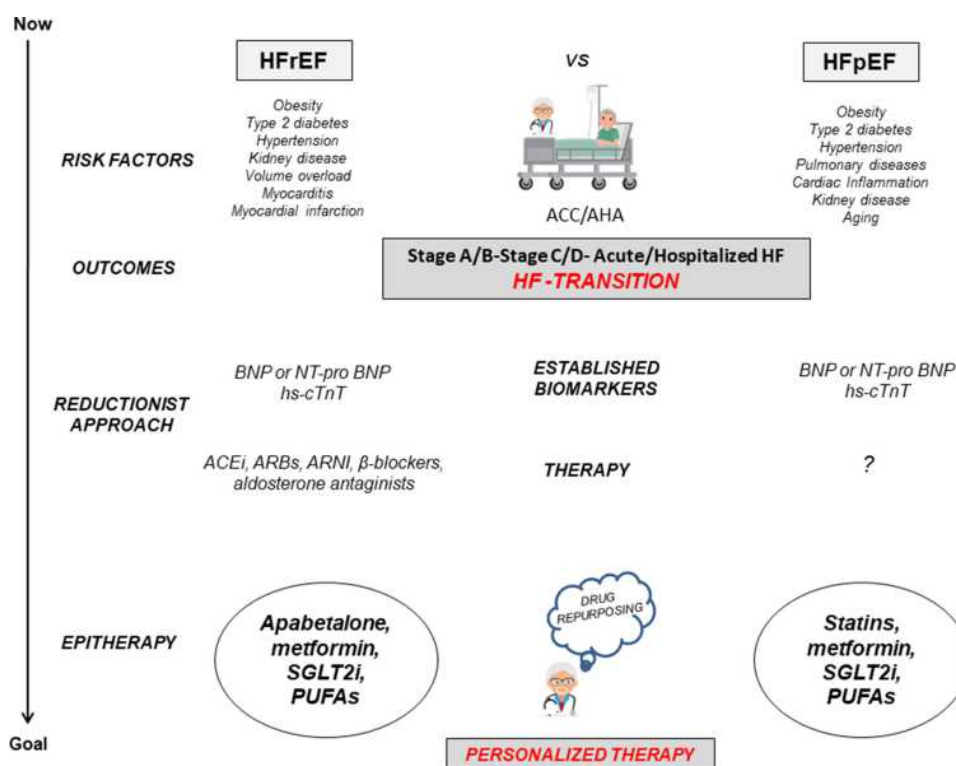 Now
HFrEF
VS
HFpEF
Obesity
Type 2 diabetes
Hypertension
Kidney disease
Volume overload
Myocarditis
Myocardial infarction
RISK FACTORS
ACC/AHA
Obesity
Type 2 diabetes
Hypertension
Pulmonary diseases
Cardiac Inflammation
Kidney disease
Aging
OUTCOMES
Stage A/B-Stage C/D- Acute/Hospitalized HF
HF -TRANSITION
REDUCTIONIST
APPROACH
BNP or NT-pro BNP
hs-cTnT
ESTABLISHED
BIOMARKERS
BNP or NT-pro BNP
hs-cTnT
ACEi, ARBs, ARNI, β-blockers,
aldosterone antaginists
THERAPY
?
EPITHERAPY
Apabetalone,
metformin,
SGLT2i,
PUFAs
DRUG
REPURPOSING
Statins,
metformin,
SGLT2i,
PUFAs
Goal
PERSONALIZED THERAPY